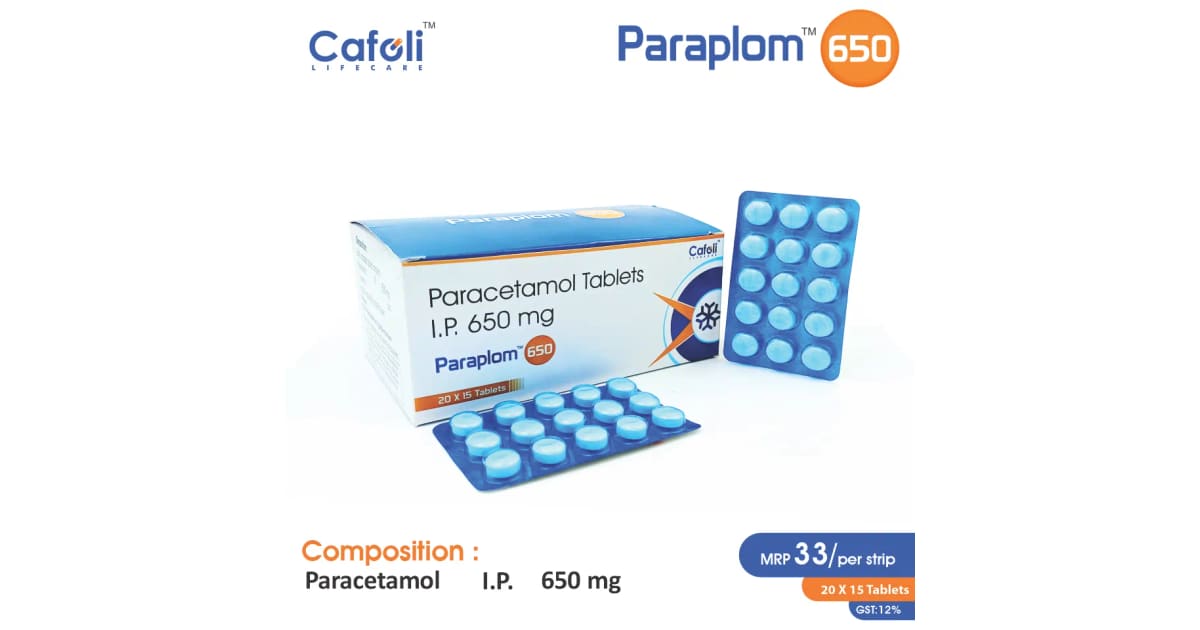 Cafoli™
LIFECARE
Paraplom™ 650
Paraplom
Cafoli
LIFECARE
Paracetamol Tablets
I.P. 650 mg
Paraplom™ 650
20 X 15 Tablets
Composition :
Paracetamol I.P. 650 mg
MRP 33/per strip
20 X 15 Tablets
GST:12%